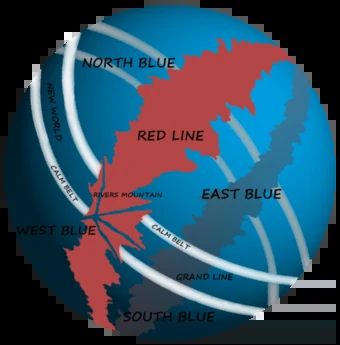 NORTH BLUE
NEW WORLD
RED LINE
CALM BELT
RIVERS MOUNTAIN
EAST BLUE
WEST BLUE
CALM BELT
GRAND LINE
SOUTH BLUE